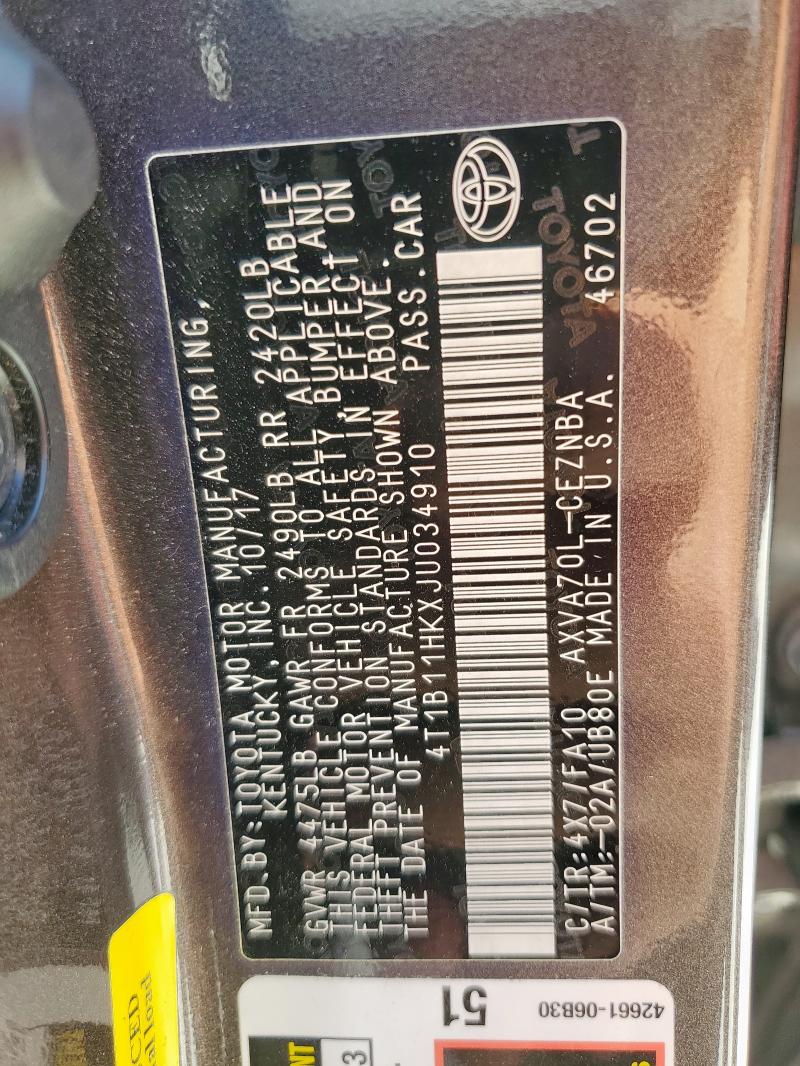 MFD.BY:TOYOTA MOTOR MANUFACTURING,
KENTUCKY,INC. 10/17
GVWR 4475LB GAWR FR 2490LB RR 2420LB
THIS VEHICLE CONFORMS TO ALL APPLICABLE
FEDERAL MOTOR VEHICLE SAFETY,BUMPER,AND
THEFT PREVENTION STANDARDS IN EFFECT ON
THE DATE OF MANUFACTURE SHOWN ABOVE.
4T1B11HKXJU034910 PASS.CAR
TOYOTA
C/TR:4X7/FA10 AXVA70L-CEZNBA
A/TM:-02A/UB80E MADE IN U.S.A. 46702
51
42661-06B30
3